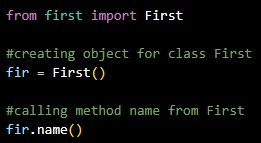 from first import First
#creating object for class First
fir = First()
#calling method name from First
fir.name()